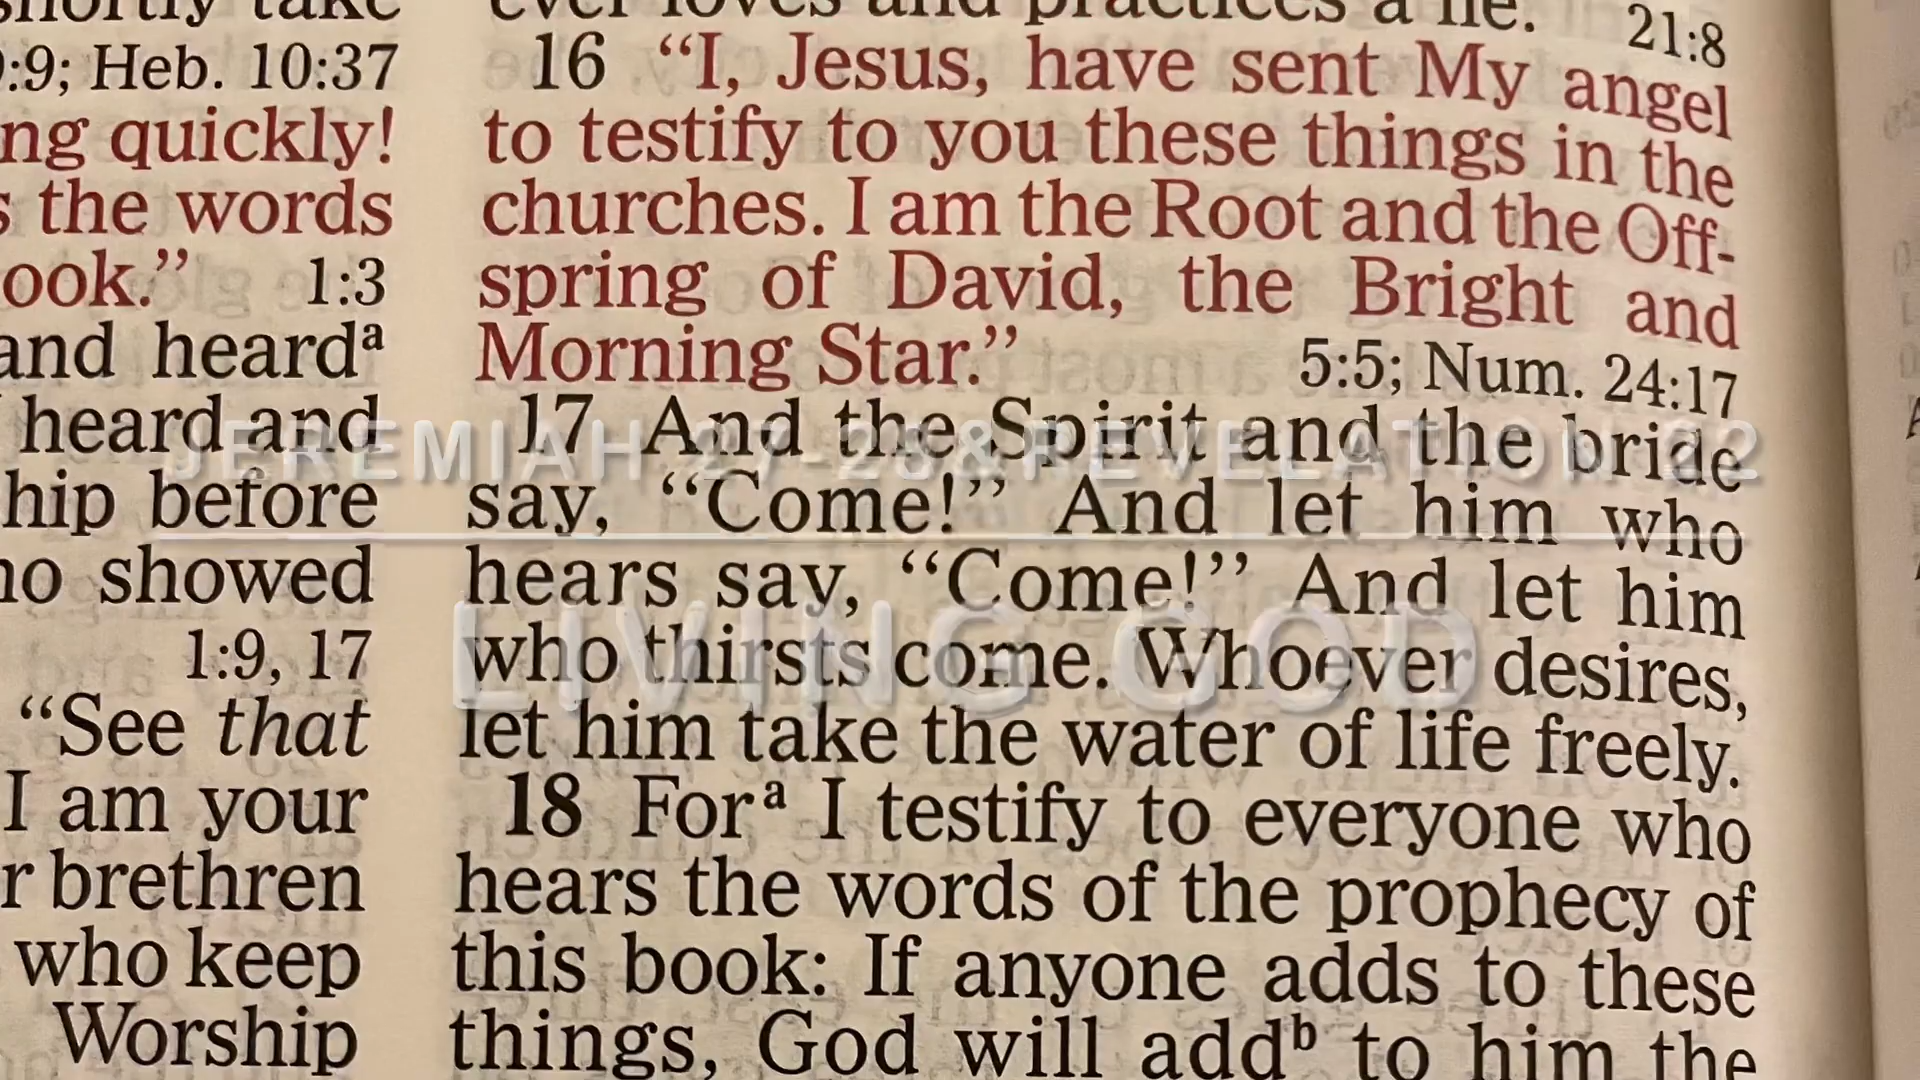 shortly take
9:9; Heb. 10:37
ng quickly!
s the words
ook.” 1:3
and heardᵃ
heard and
hip before
no showed
1:9, 17
“See that
I am your
r brethren
who keep
Worship
ever loves and practices a lie. 21:8
16 “I, Jesus, have sent My angel
to testify to you these things in the
churches. I am the Root and the Off-
spring of David, the Bright and
Morning Star.” 5:5; Num. 24:17
17 And the Spirit and the bride
say, “Come!” And let him who
hears say, “Come!” And let him
who thirsts come. Whoever desires,
let him take the water of life freely.
18 Forᵃ I testify to everyone who
hears the words of the prophecy of
this book: If anyone adds to these
things, God will addᵇ to him the
JEREMIAH 27-28&REVELATION 22
LIVING GOD